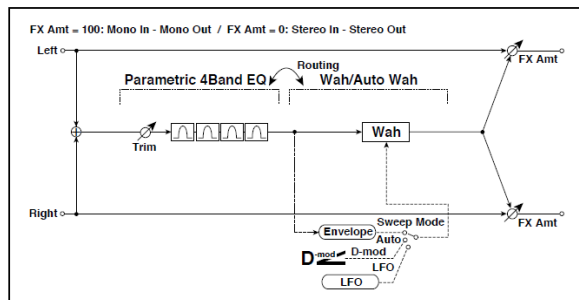 FX Amt = 100: Mono In - Mono Out / FX Amt = 0: Stereo In - Stereo Out
Left
FX Amt
Routing
Parametric 4Band EQ
Wah/Auto Wah
Trim
Wah
Right
FX Amt
Sweep Mode
Envelope
Auto
D-mod
D-mod
LFO
LFO